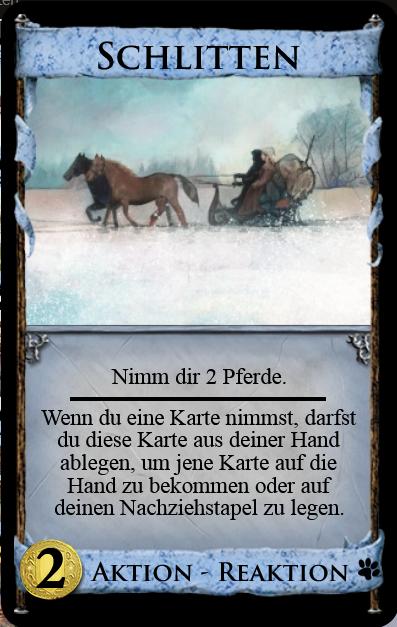 Schlitten
Nimm dir 2 Pferde.
Wenn du eine Karte nimmst, darfst
du diese Karte aus deiner Hand
ablegen, um jene Karte auf die
Hand zu bekommen oder auf
deinen Nachziehstapel zu legen.
2 Aktion - Reaktion